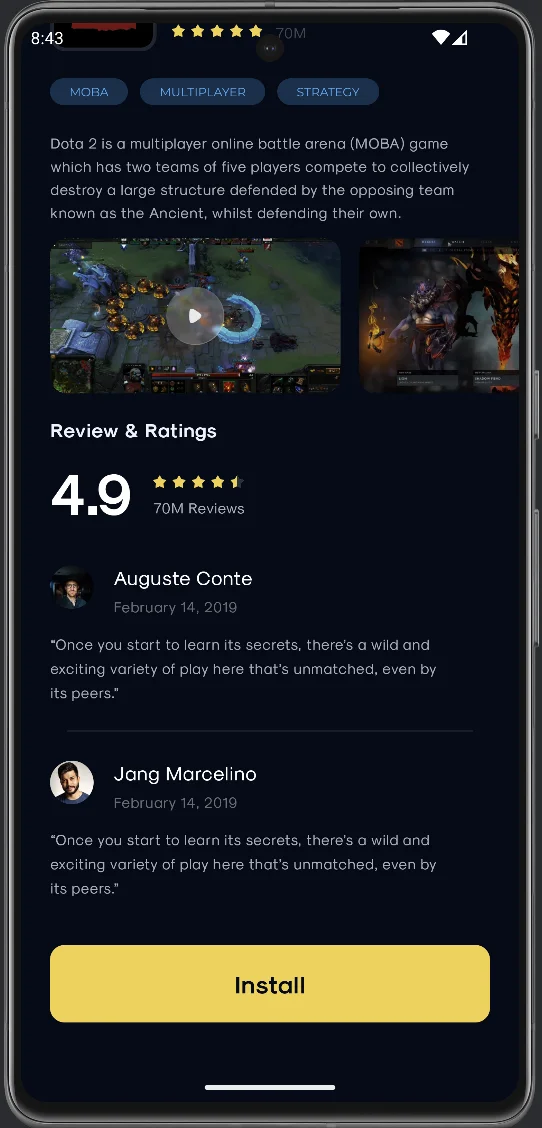 8:43
70M
MOBA
MULTIPLAYER
STRATEGY
Dota 2 is a multiplayer online battle arena (MOBA) game
which has two teams of five players compete to collectively
destroy a large structure defended by the opposing team
known as the Ancient, whilst defending their own.
Review & Ratings
4.9
70M Reviews
Auguste Conte
February 14, 2019
“Once you start to learn its secrets, there’s a wild and
exciting variety of play here that’s unmatched, even by
its peers.”
Jang Marcelino
February 14, 2019
“Once you start to learn its secrets, there’s a wild and
exciting variety of play here that’s unmatched, even by
its peers.”
Install